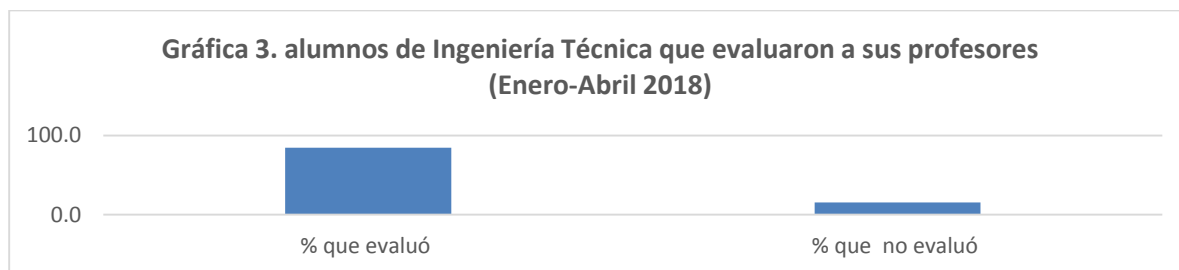 Gráfica 3. alumnos de Ingeniería Técnica que evaluaron a sus profesores
(Enero-Abril 2018)
100.0
0.0
% que evaluó
% que  no evaluó